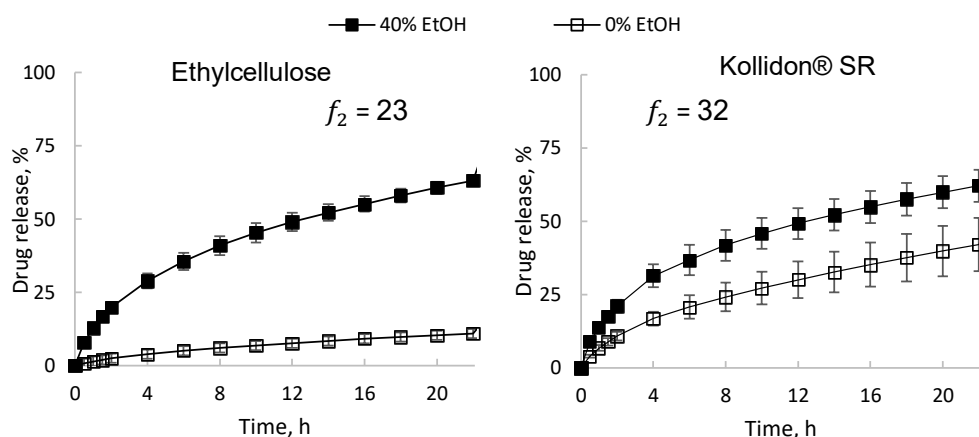 40% EtOH 0% EtOH
Ethylcellulose
f₂ = 23
Drug release, %
100
75
50
25
0
0 4 8 12 16 20
Time, h
Kollidon® SR
f₂ = 32
Drug release, %
100
75
50
25
0
0 4 8 12 16 20
Time, h